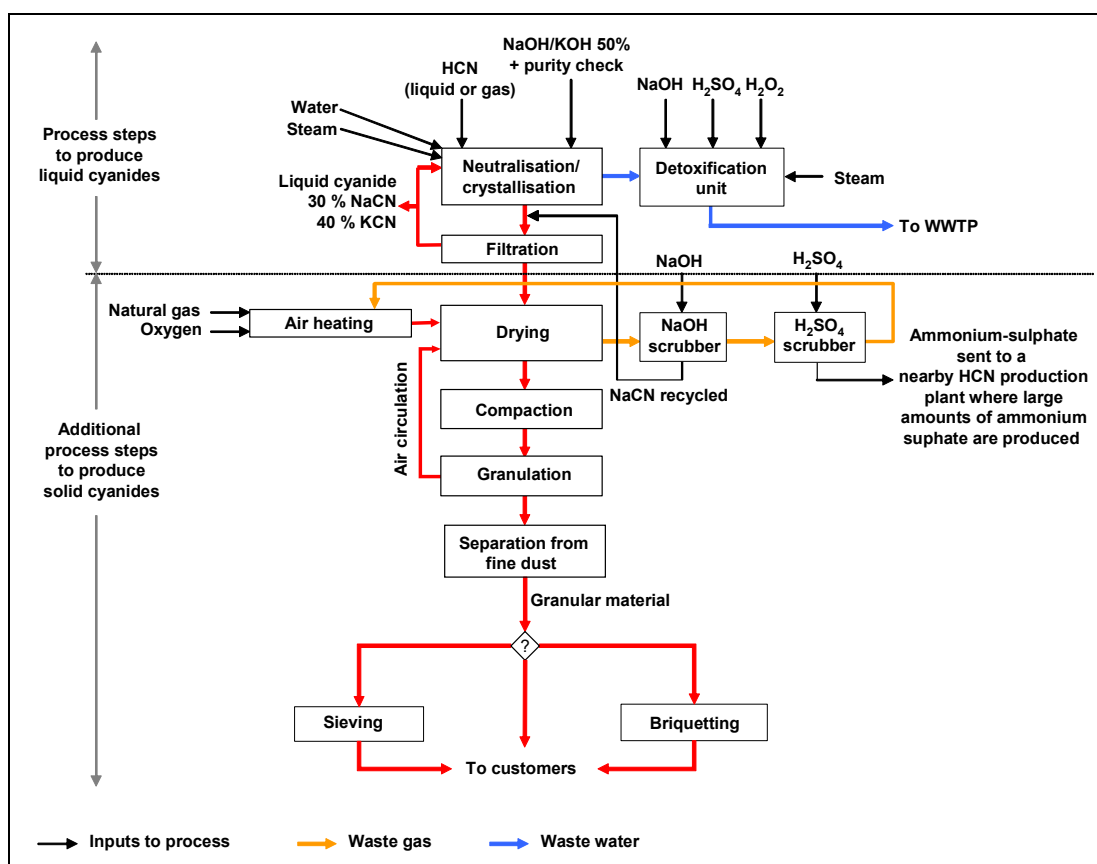 NaOH/KOH 50%
+ purity check
HCN
(liquid or gas)
NaOH
H2SO4
H2O2
Water
Steam
Process steps
to produce
liquid cyanides
Neutralisation/
crystallisation
Detoxification
unit
Steam
Liquid cyanide
30 % NaCN
40 % KCN
To WWTP
Filtration
NaOH
H2SO4
Natural gas
Oxygen
Air heating
Drying
NaOH
scrubber
H2SO4
scrubber
Ammonium-sulphate
sent to a
nearby HCN production
plant where large
amounts of ammonium
suphate are produced
NaCN recycled
Air circulation
Compaction
Additional
process steps
to produce
solid cyanides
Granulation
Separation from
fine dust
Granular material
?
Sieving
Briquetting
To customers
Inputs to process
Waste gas
Waste water